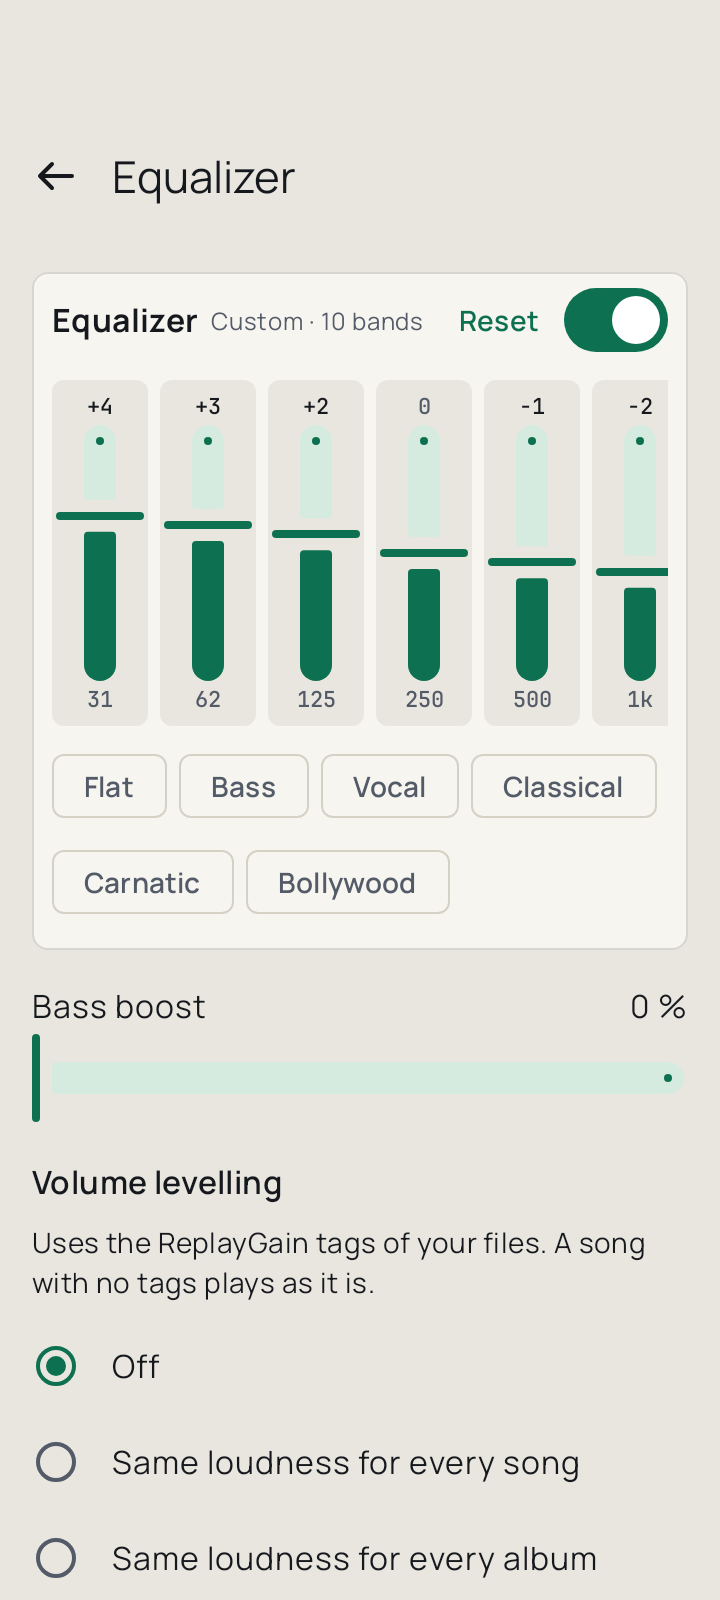 Equalizer
Equalizer Custom · 10 bands Reset
+4 +3 +2 0 -1 -2
31 62 125 250 500 1k
Flat Bass Vocal Classical
Carnatic Bollywood
Bass boost 0 %
Volume levelling
Uses the ReplayGain tags of your files. A song
with no tags plays as it is.
Off
Same loudness for every song
Same loudness for every album